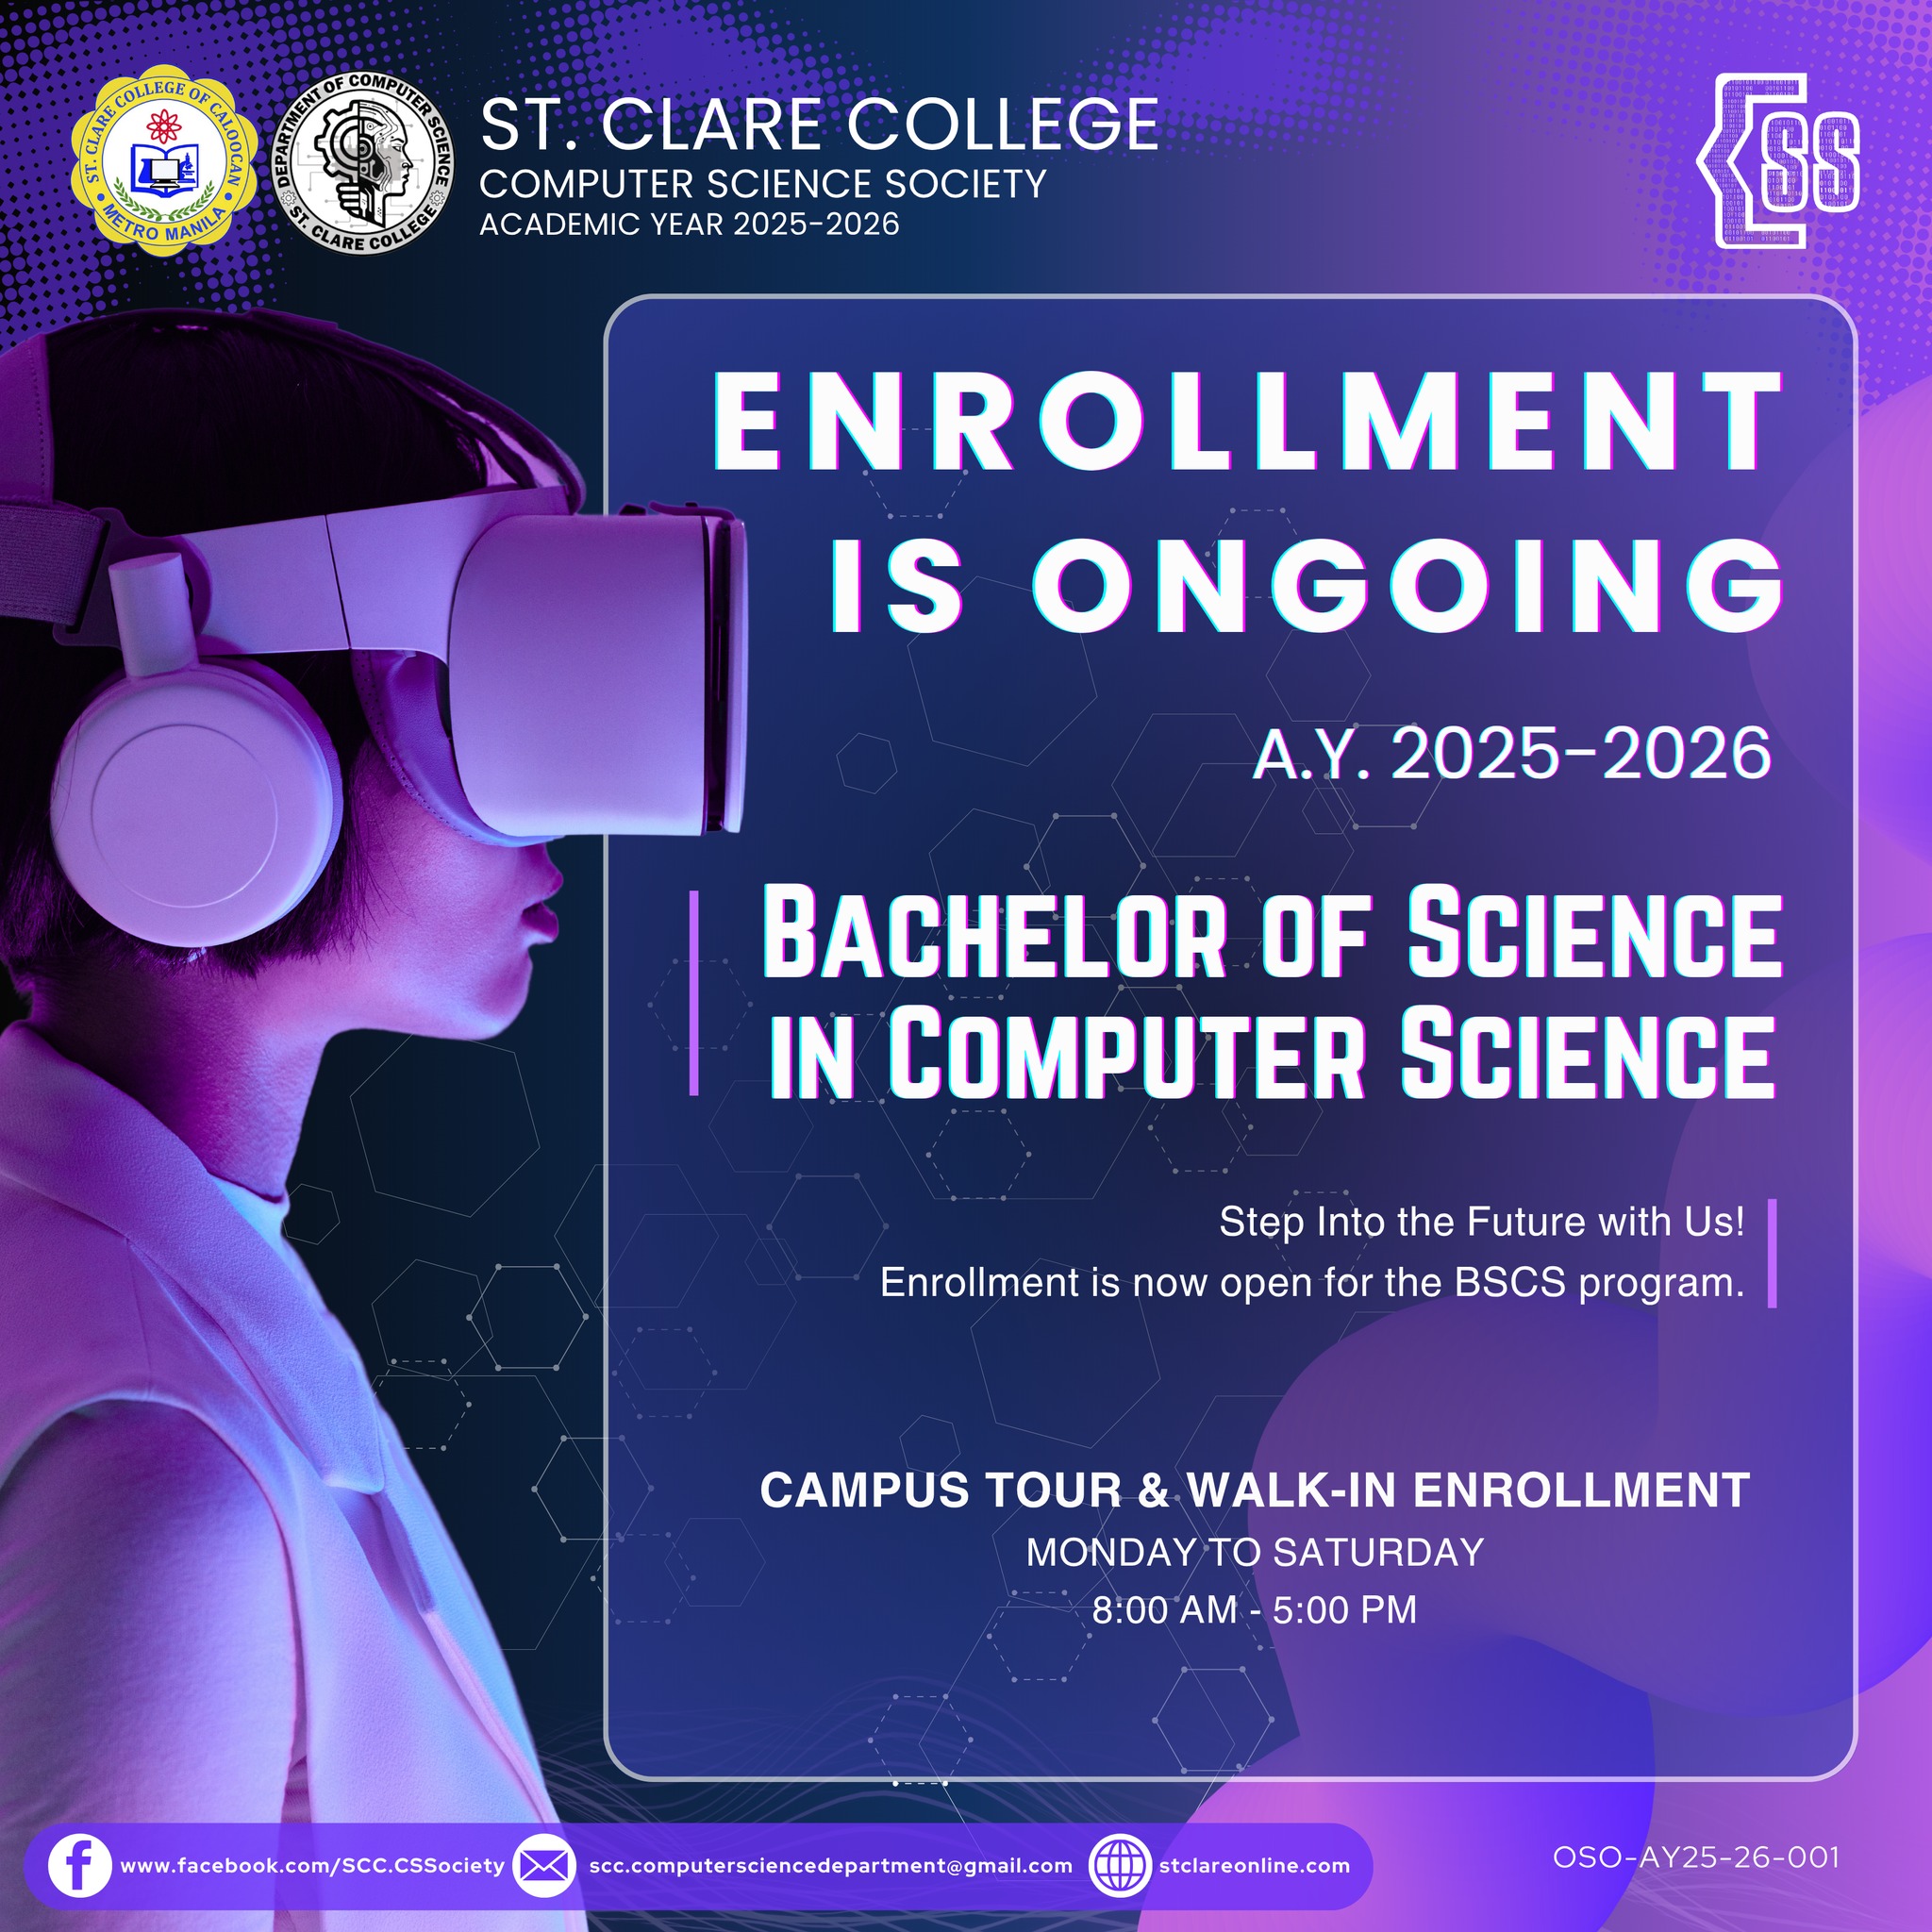 ST. CLARE COLLEGE OF CALOOCAN
• METRO MANILA •
DEPARTMENT OF COMPUTER SCIENCE
ST. CLARE COLLEGE
ST. CLARE COLLEGE
COMPUTER SCIENCE SOCIETY
ACADEMIC YEAR 2025-2026
CSS
ENROLLMENT
IS ONGOING
A.Y. 2025-2026
BACHELOR OF SCIENCE
IN COMPUTER SCIENCE
Step Into the Future with Us!
Enrollment is now open for the BSCS program.
CAMPUS TOUR & WALK-IN ENROLLMENT
MONDAY TO SATURDAY
8:00 AM - 5:00 PM
www.facebook.com/SCC.CSSociety
scc.computersciencedepartment@gmail.com
stclareonline.com
OSO-AY25-26-001